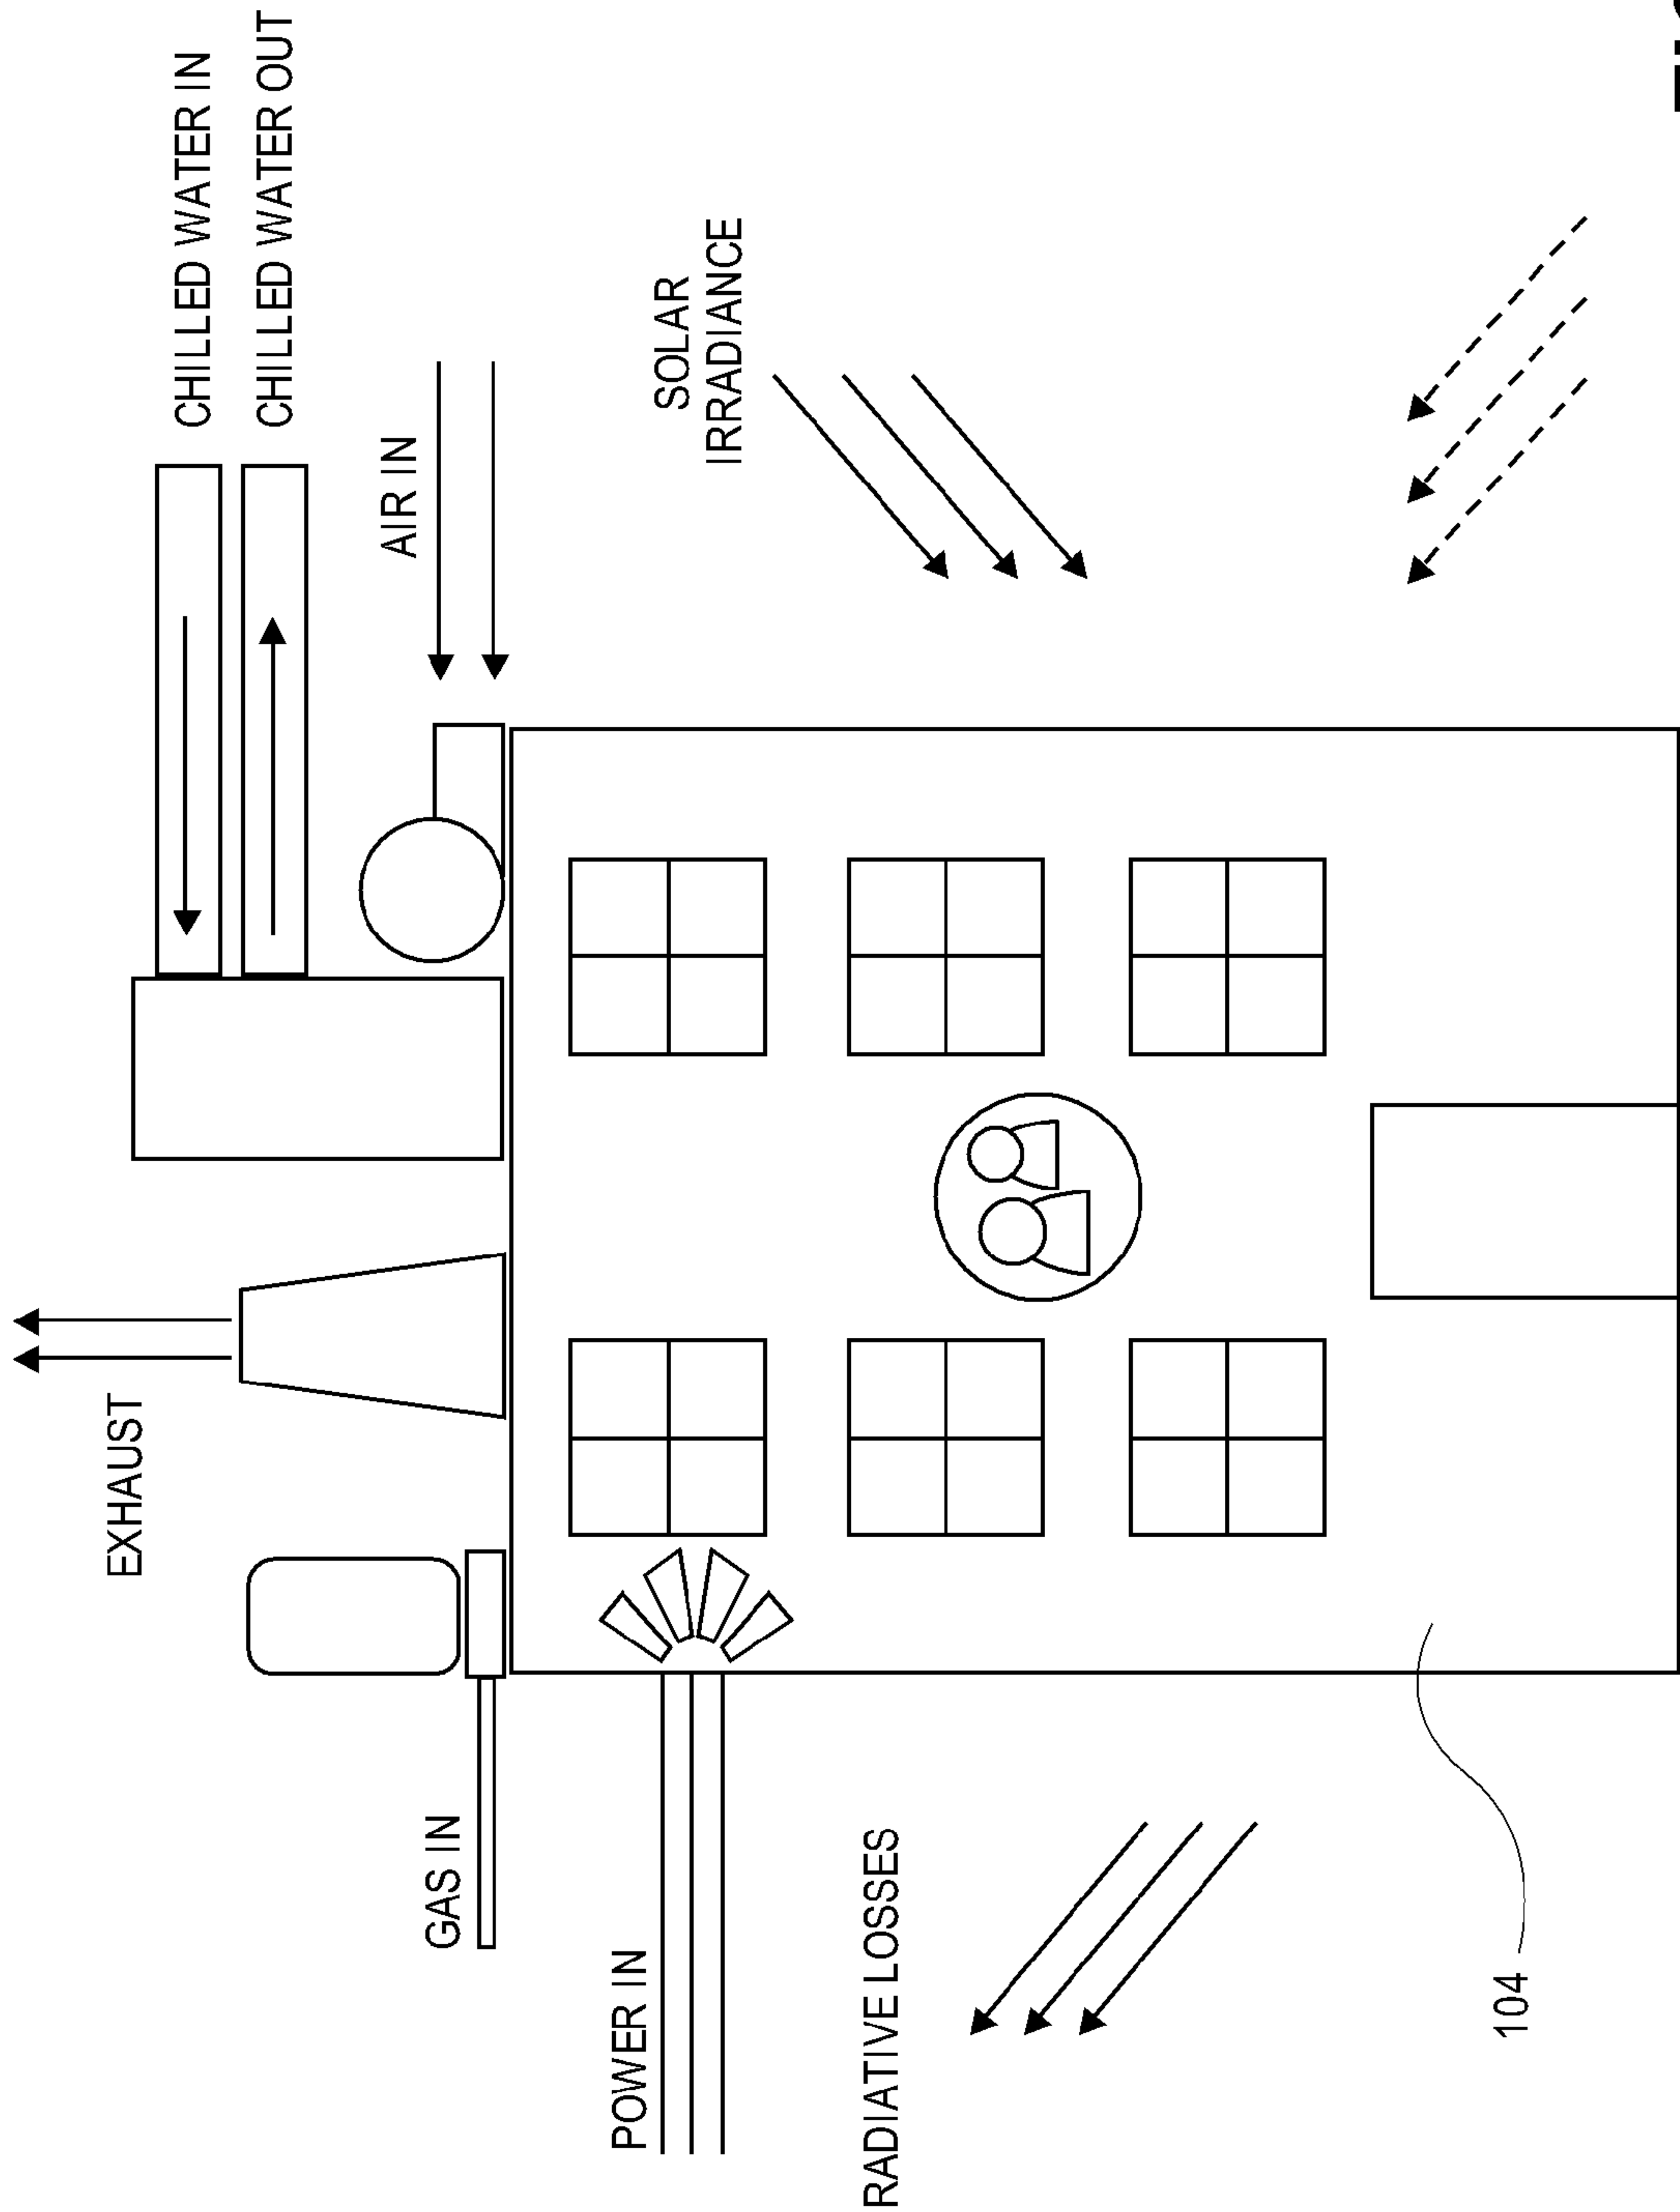 EXHAUST
CHILLED WATER IN
CHILLED WATER OUT
GAS IN
AIR IN
POWER IN
SOLAR
IRRADIANCE
RADIATIVE LOSSES
104